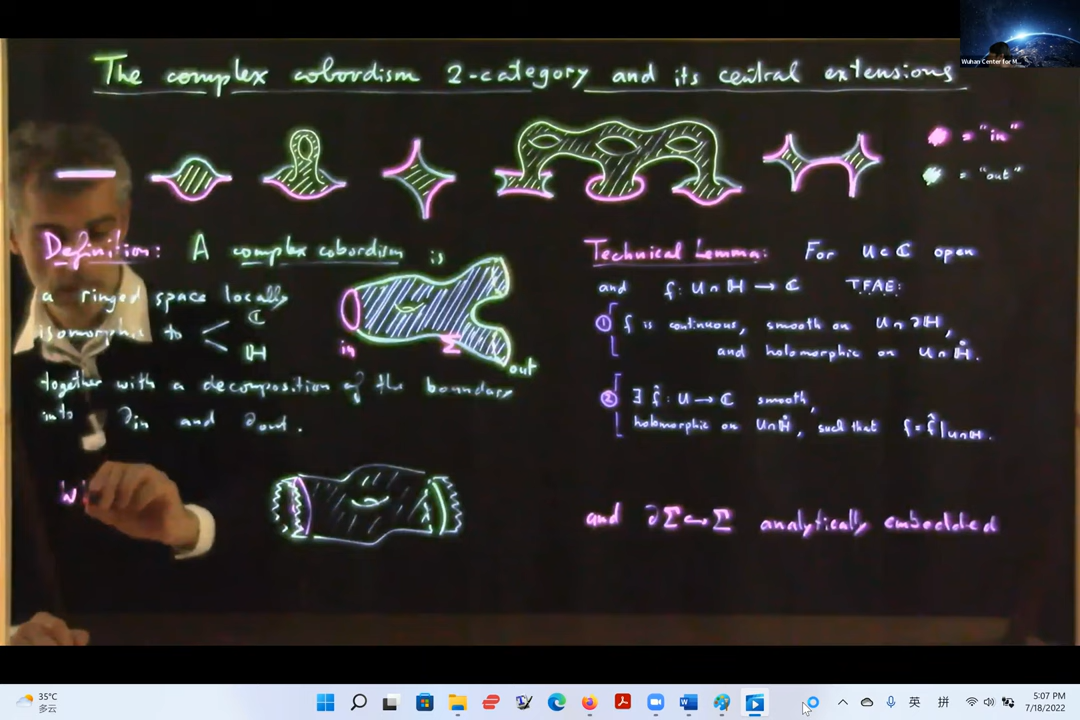 The complex cobordism 2-category and its central extensions
Wuhan Center for M...
= "in"
= "out"
Definition: A complex cobordism is
a ringed space locally
isomorphic to < ℂ
ℍ
together with a decomposition of the boundary
into ∂in and ∂out.
in
Σ
out
W
Technical Lemma: For U⊂ℂ open
and f: U∩ℍ → ℂ TFAE:
① f is continuous, smooth on U∩∂ℍ,
and holomorphic on U∩ℍ̊.
② ∃ f̂: U→ℂ smooth,
holomorphic on U∩ℍ̊, such that f=f̂|U∩ℍ.
and ∂Σ↪Σ analytically embedded
35°C
多云
英
拼
5:07 PM
7/18/2022